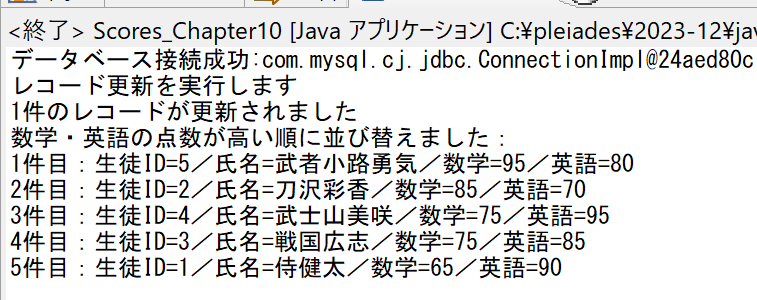 <終了> Scores_Chapter10 [Java アプリケーション] C:¥pleiades¥2023-12¥jav
データベース接続成功:com.mysql.cj.jdbc.ConnectionImpl@24aed80c
レコード更新を実行します
1件のレコードが更新されました
数学・英語の点数が高い順に並び替えました：
1件目：生徒ID=5／氏名=武者小路勇気／数学=95／英語=80
2件目：生徒ID=2／氏名=刀沢彩香／数学=85／英語=70
3件目：生徒ID=4／氏名=武士山美咲／数学=75／英語=95
4件目：生徒ID=3／氏名=戦国広志／数学=75／英語=85
5件目：生徒ID=1／氏名=侍健太／数学=65／英語=90